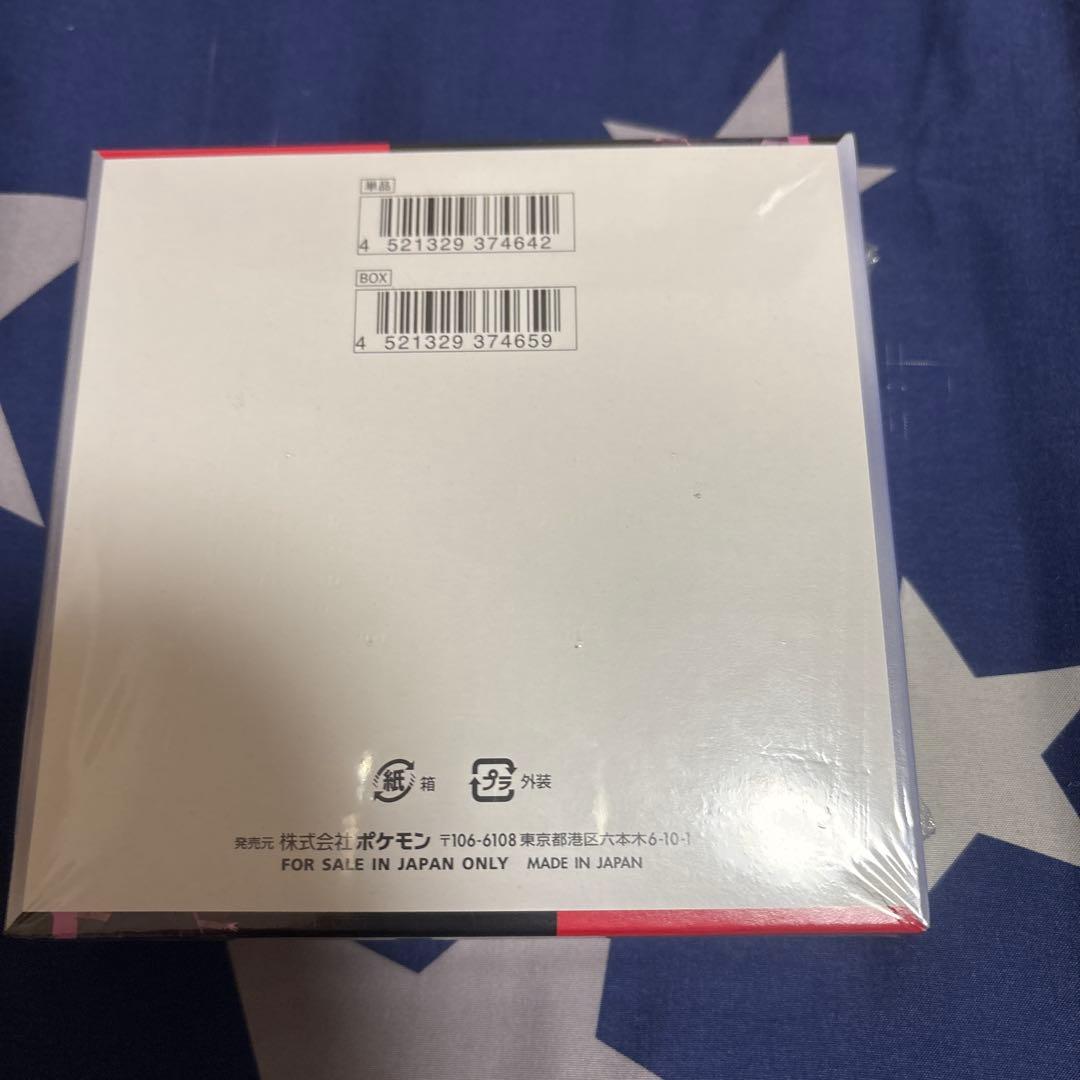 単品
4 521329 374642
BOX
4 521329 374659
紙 箱 プラ 外装
発売元 株式会社ポケモン 〒106-6108 東京都港区六本木6-10-1
FOR SALE IN JAPAN ONLY MADE IN JAPAN